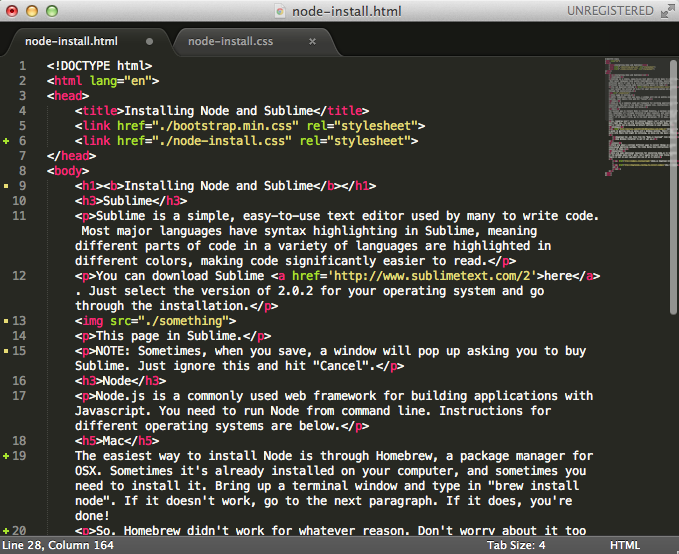 node-install.html
UNREGISTERED
node-install.html
node-install.css
1 <!DOCTYPE html>
2 <html lang="en">
3 <head>
4 <title>Installing Node and Sublime</title>
5 <link href="./bootstrap.min.css" rel="stylesheet">
6 <link href="./node-install.css" rel="stylesheet">
7 </head>
8 <body>
9 <h1><b>Installing Node and Sublime</b></h1>
10 <h3>Sublime</h3>
11 <p>Sublime is a simple, easy-to-use text editor used by many to write code.
Most major languages have syntax highlighting in Sublime, meaning
different parts of code in a variety of languages are highlighted in
different colors, making code significantly easier to read.</p>
12 <p>You can download Sublime <a href='http://www.sublimetext.com/2'>here</a>
. Just select the version of 2.0.2 for your operating system and go
through the installation.</p>
13 <img src="./something">
14 <p>This page in Sublime.</p>
15 <p>NOTE: Sometimes, when you save, a window will pop up asking you to buy
Sublime. Just ignore this and hit "Cancel".</p>
16 <h3>Node</h3>
17 <p>Node.js is a commonly used web framework for building applications with
Javascript. You need to run Node from command line. Instructions for
different operating systems are below.</p>
18 <h5>Mac</h5>
19 The easiest way to install Node is through Homebrew, a package manager for
OSX. Sometimes it's already installed on your computer, and sometimes you
need to install it. Bring up a terminal window and type in "brew install
node". If it doesn't work, go to the next paragraph. If it does, you're
done!
20 <p>So, Homebrew didn't work for whatever reason. Don't worry about it too
Line 28, Column 164
Tab Size: 4
HTML